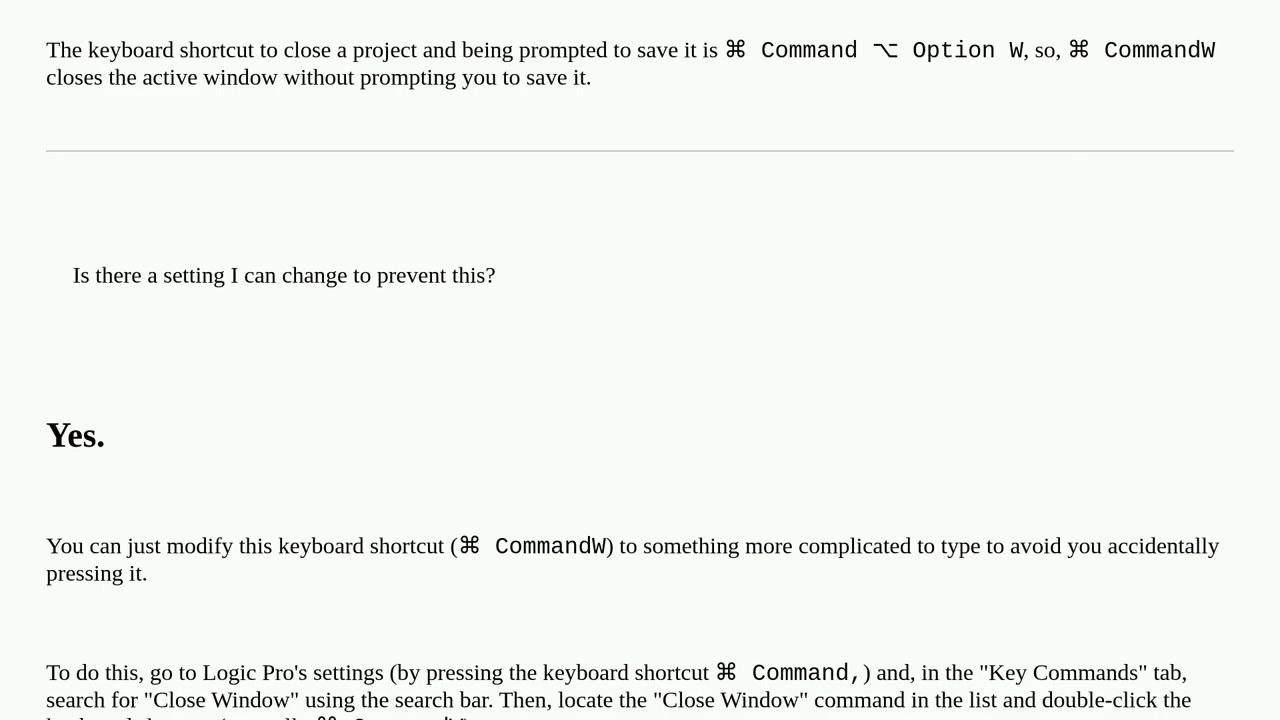 The keyboard shortcut to close a project and being prompted to save it is ⌘ Command ⌥ Option W, so, ⌘ CommandW
closes the active window without prompting you to save it.
Is there a setting I can change to prevent this?
Yes.
You can just modify this keyboard shortcut (⌘ CommandW) to something more complicated to type to avoid you accidentally
pressing it.
To do this, go to Logic Pro's settings (by pressing the keyboard shortcut ⌘ Command,) and, in the "Key Commands" tab,
search for "Close Window" using the search bar. Then, locate the "Close Window" command in the list and double-click the